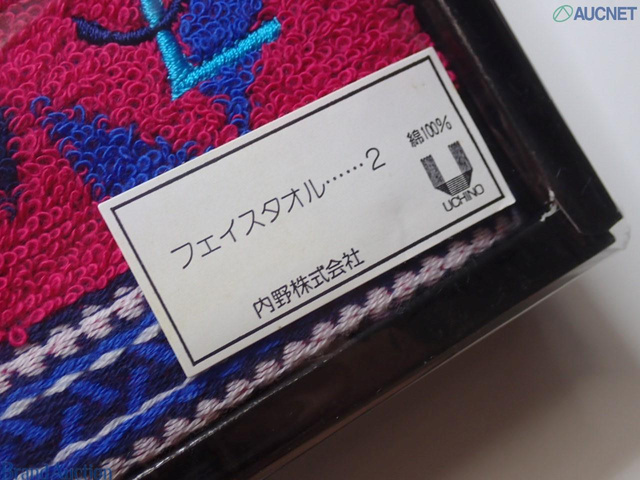 AUCNET
綿100%
フェイスタオル……2
UCHINO
内野株式会社